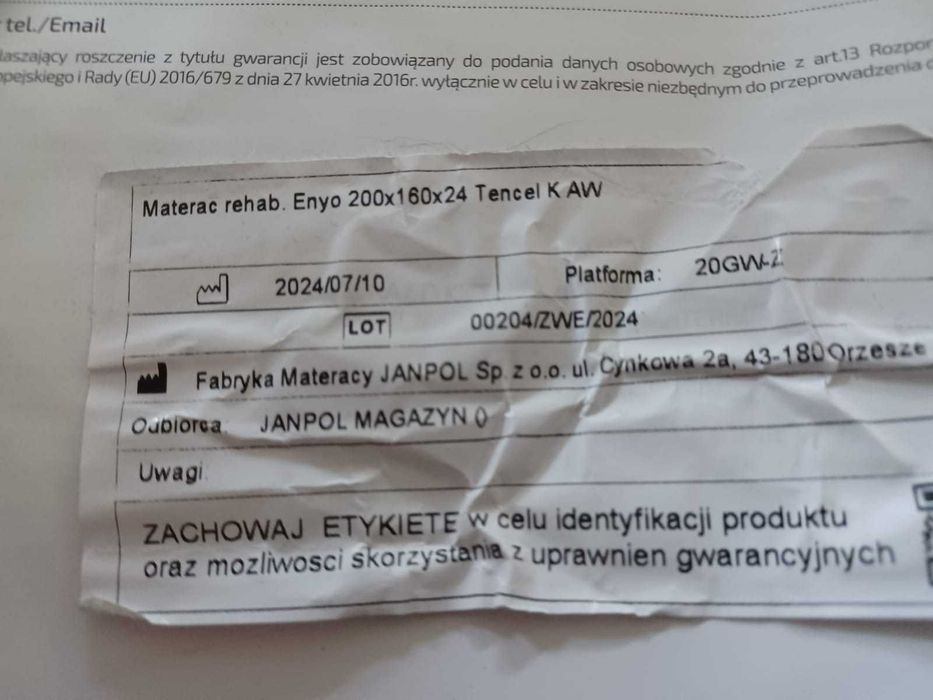 tel./Email
łaszający roszczenie z tytułu gwarancji jest zobowiązany do podania danych osobowych zgodnie z art.13 Rozpor
opejskiego i Rady (EU) 2016/679 z dnia 27 kwietnia 2016r. wyłącznie w celu i w zakresie niezbędnym do przeprowadzenia
Materac rehab. Enyo 200x160x24 Tencel K AW
2024/07/10 Platforma: 20GW-
LOT 00204/ZWE/2024
Fabryka Materacy JANPOL Sp. z o.o. ul. Cynkowa 2a, 43-180 Orzesze
Odbiorca: JANPOL MAGAZYN ()
Uwagi
ZACHOWAJ ETYKIETE w celu identyfikacji produktu
oraz mozliwosci skorzystania z uprawnien gwarancyjnych